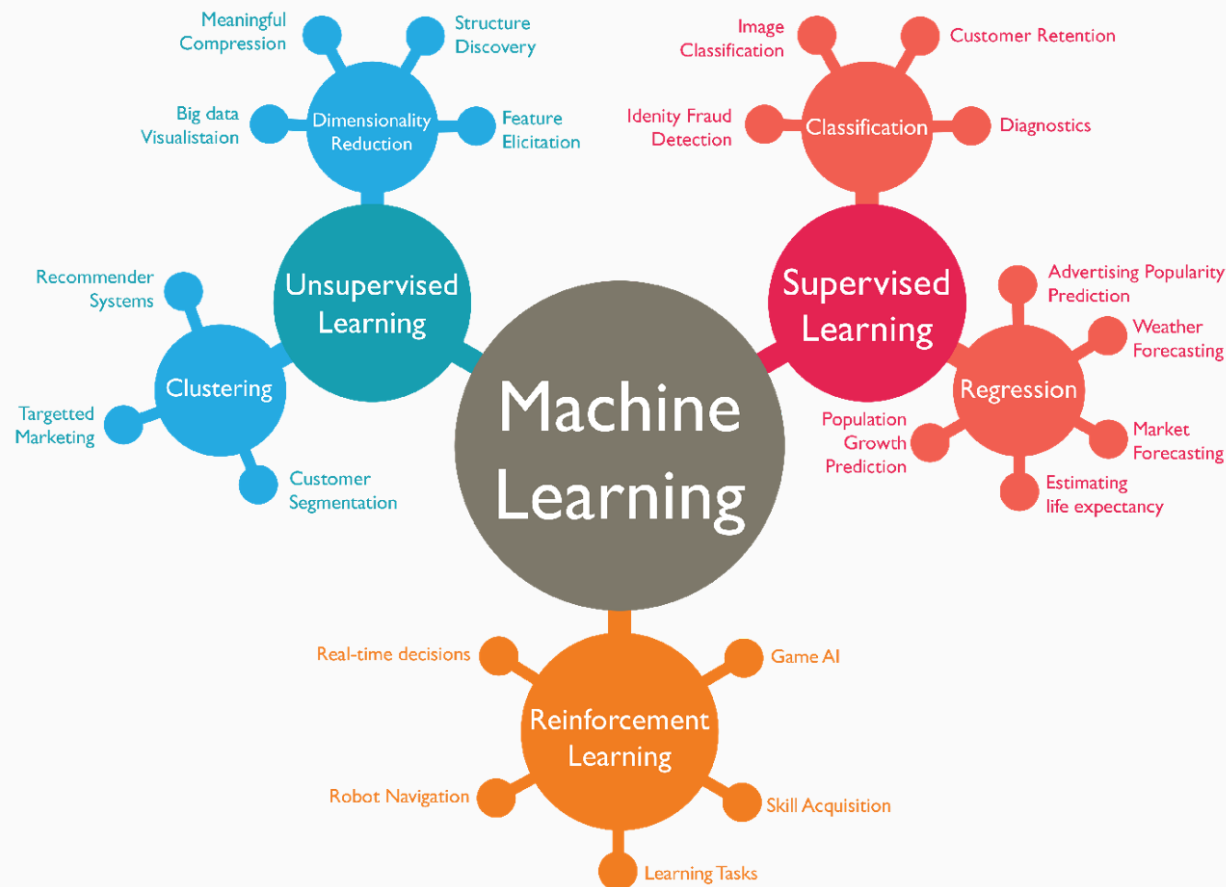 Meaningful
Compression
Structure
Discovery
Big data
Visualistaion
Dimensionality
Reduction
Feature
Elicitation
Image
Classification
Customer Retention
Idenity Fraud
Detection
Classification
Diagnostics
Recommender
Systems
Unsupervised
Learning
Clustering
Targetted
Marketing
Customer
Segmentation
Machine
Learning
Supervised
Learning
Advertising Popularity
Prediction
Weather
Forecasting
Regression
Population
Growth
Prediction
Market
Forecasting
Estimating
life expectancy
Real-time decisions
Game AI
Reinforcement
Learning
Robot Navigation
Skill Acquisition
Learning Tasks